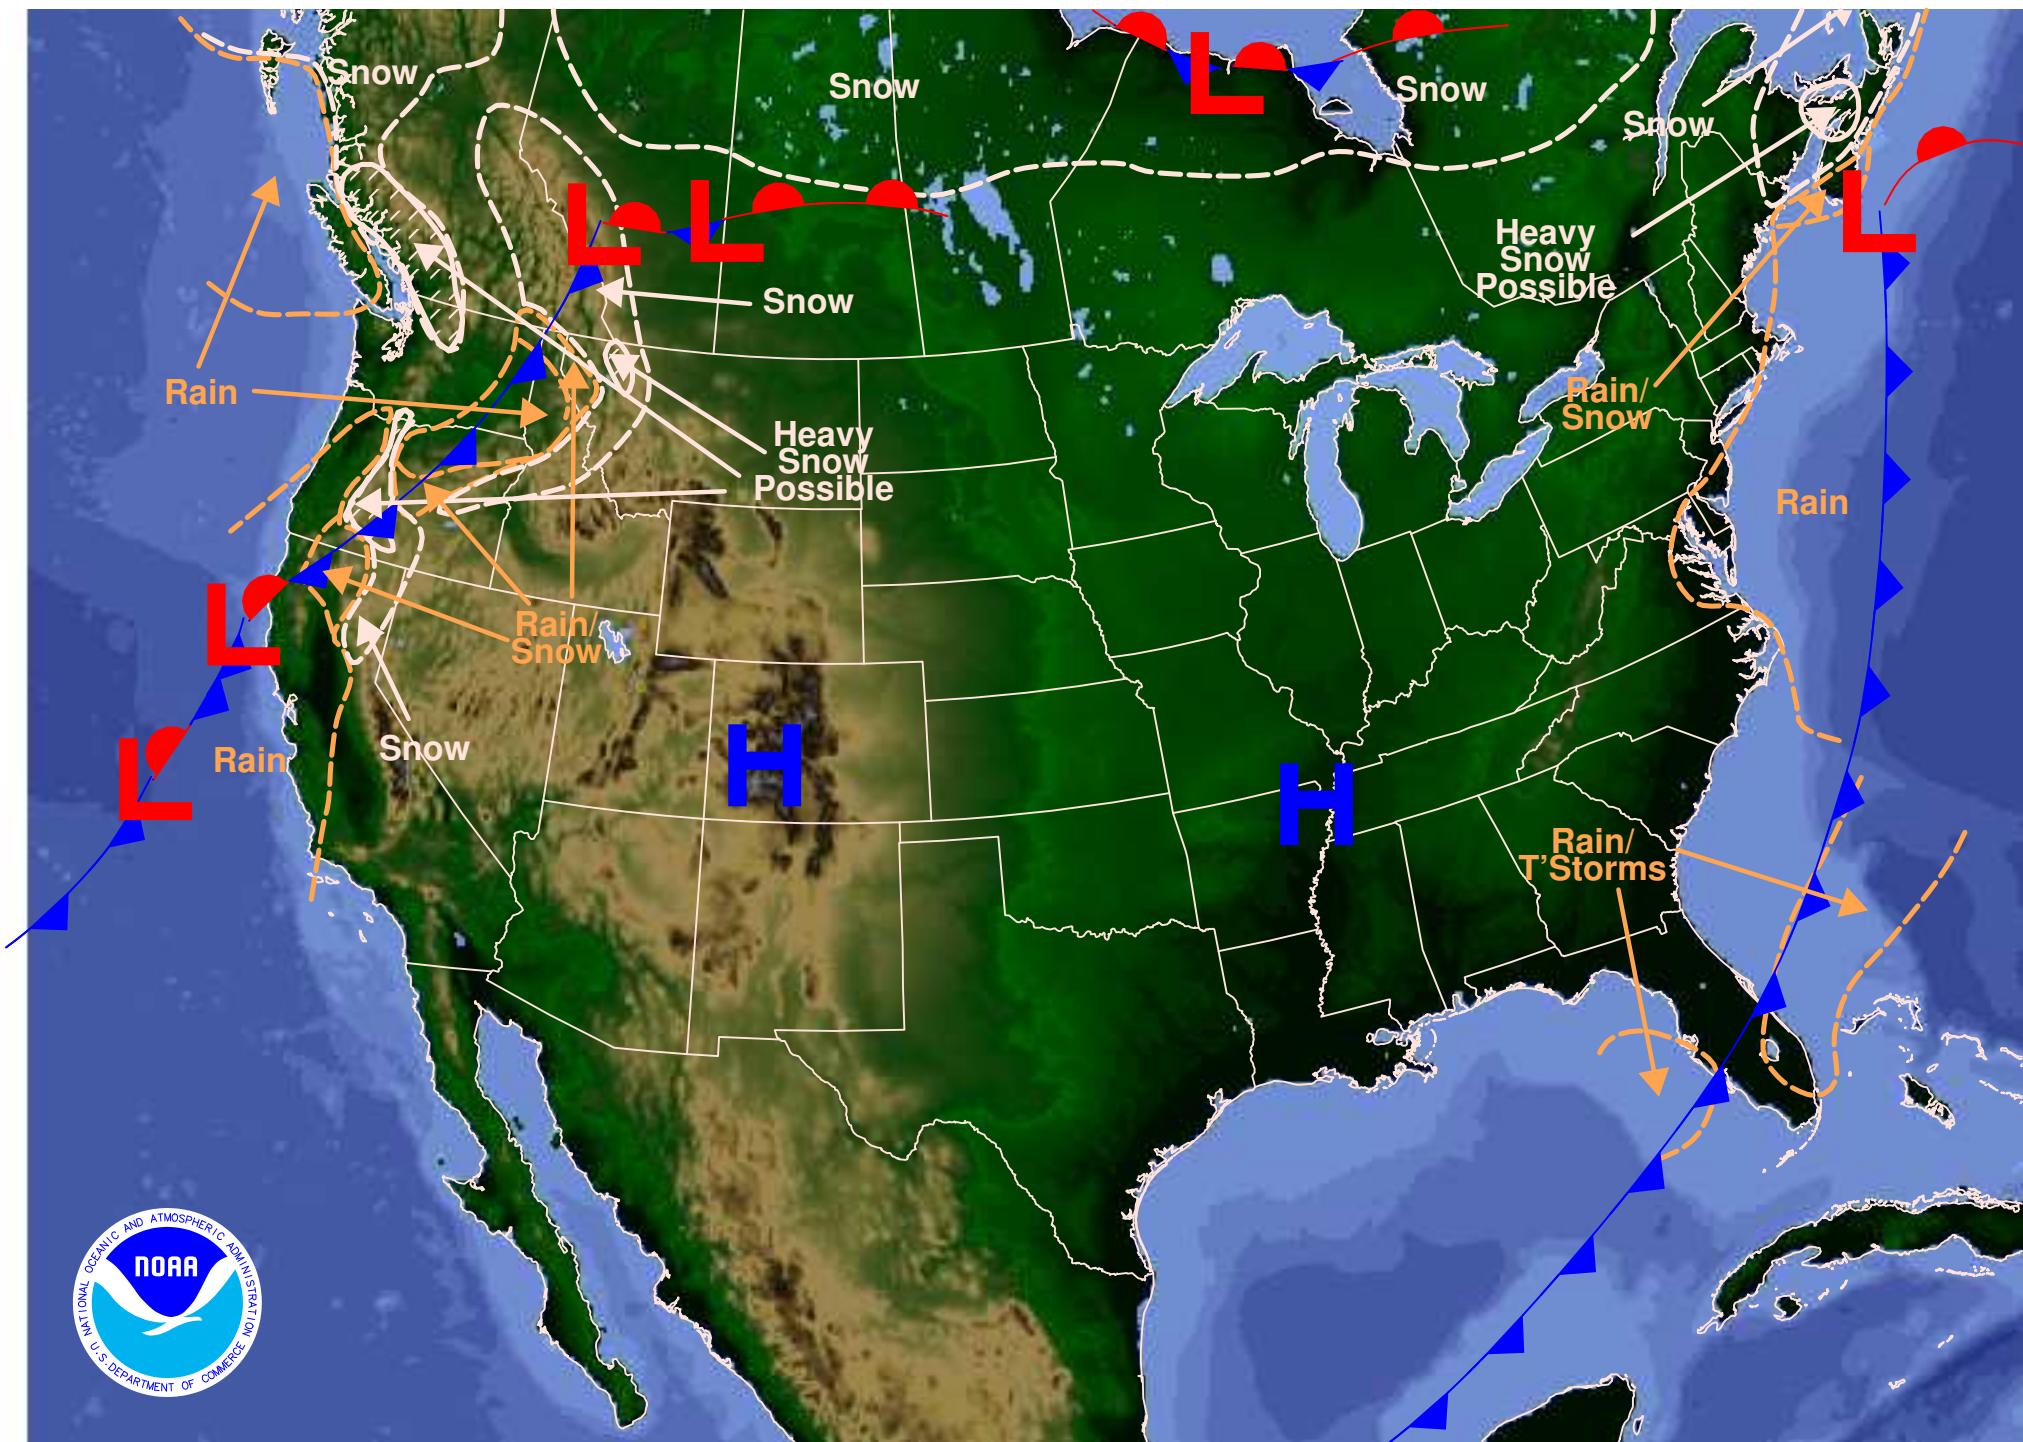 Snow
Snow
Snow
Snow
L
L
L
L
Heavy
Snow
Possible
Snow
Rain
Rain/
Snow
Heavy
Snow
Possible
Rain
L
Rain/
Snow
Snow
Rain
L
H
H
Rain/
T'Storms
NATIONAL OCEANIC AND ATMOSPHERIC ADMINISTRATION
NOAA
U.S. DEPARTMENT OF COMMERCE